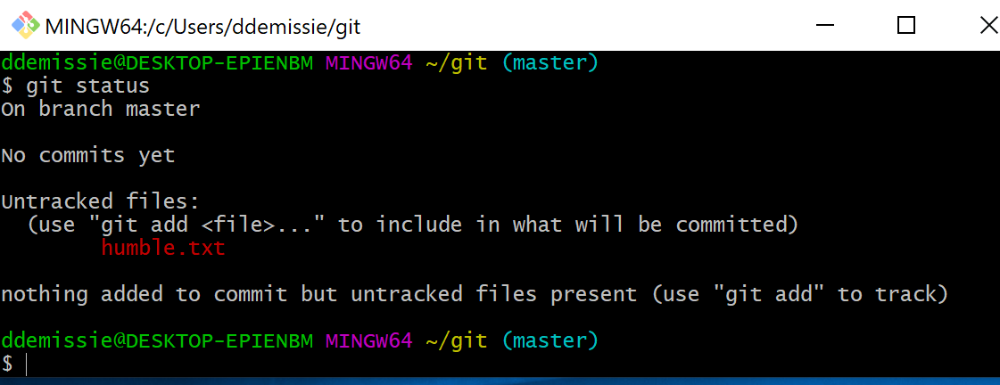 MINGW64:/c/Users/ddemissie/git
ddemissie@DESKTOP-EPIENBM MINGW64 ~/git (master)
$ git status
On branch master
No commits yet
Untracked files:
  (use "git add <file>..." to include in what will be committed)
        humble.txt
nothing added to commit but untracked files present (use "git add" to track)
ddemissie@DESKTOP-EPIENBM MINGW64 ~/git (master)
$